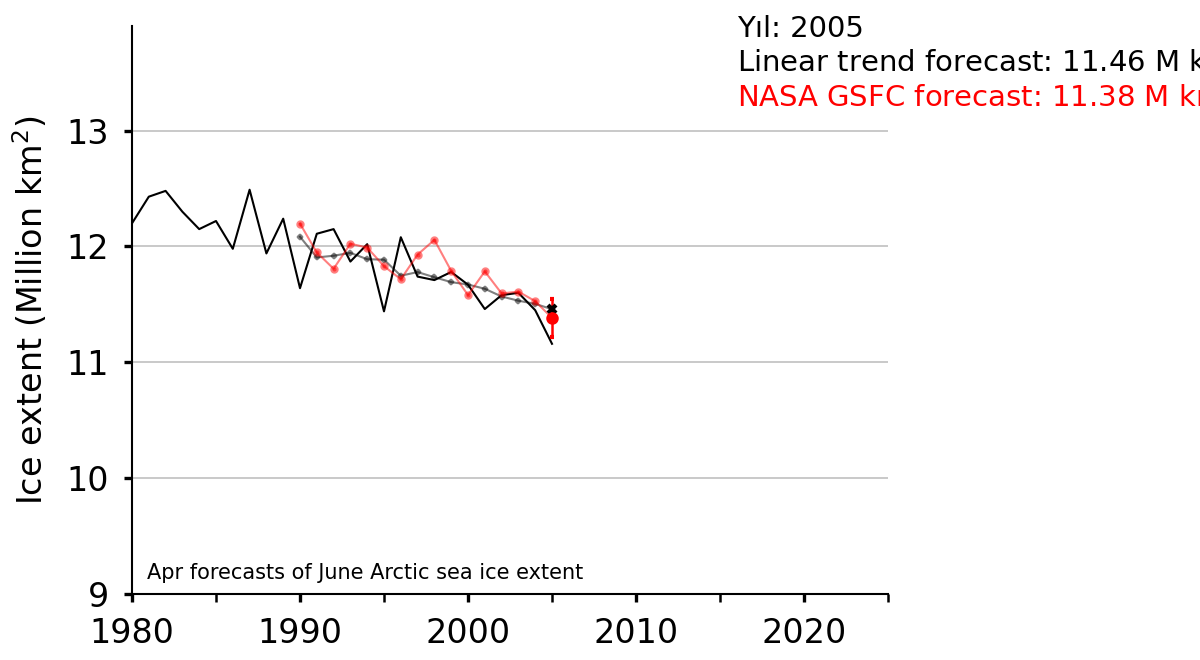 Yıl: 2005
Linear trend forecast: 11.46 M
NASA GSFC forecast: 11.38 M
Ice extent (Million km²)
13
12
11
10
9
Apr forecasts of June Arctic sea ice extent
1980 1990 2000 2010 2020